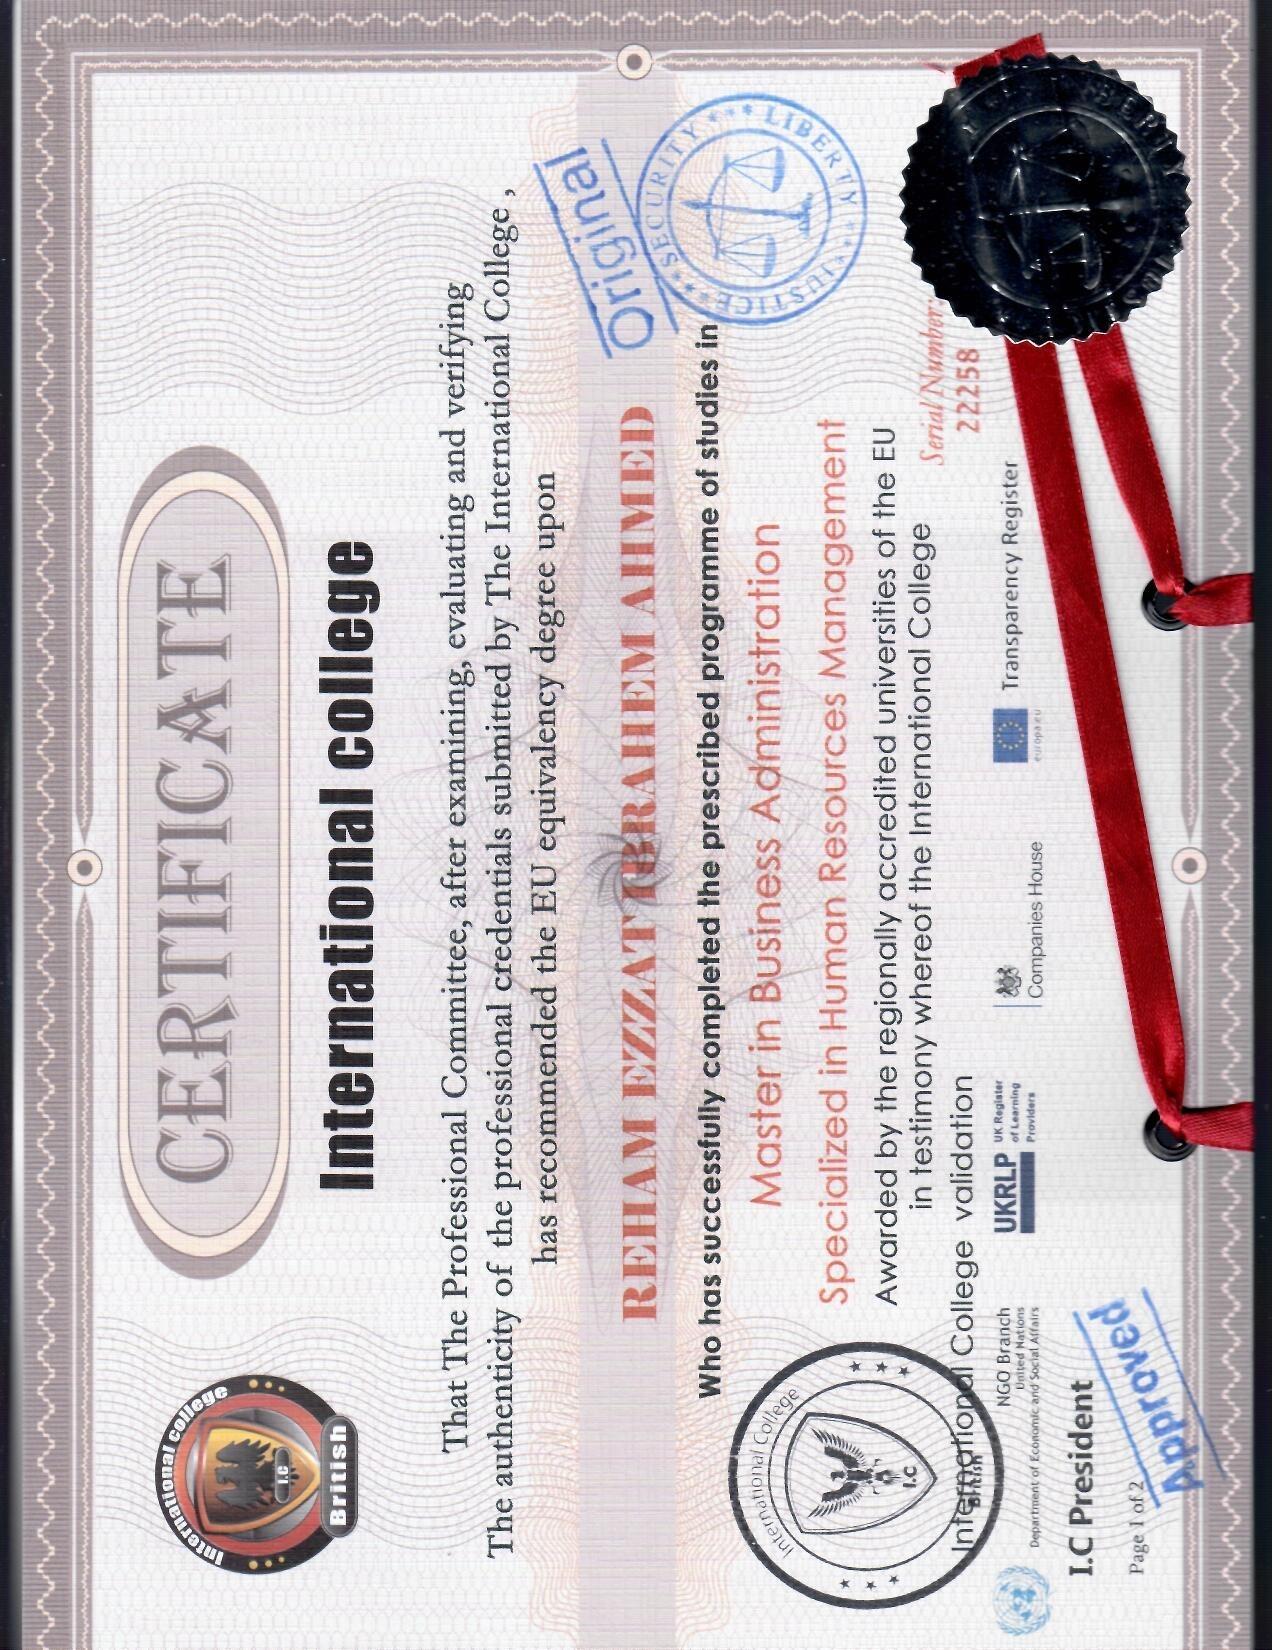 International college
I.C
British
CERTIFICATE
International college
That The Professional Committee, after examining, evaluating and verifying
The authenticity of the professional credentials submitted by The International College ,
has recommended the EU equivalency degree upon
REHAM EZZAT IBRAHEM AHMED
Original
Who has successfully completed the prescribed programme of studies in
SECURITY
LIBERTY
JUSTICE
Master in Business Administration
Specialized in Human Resources Management
International College
I.C
British
Awarded by the regionally accredited universities of the EU
in testimony whereof the International College
Serial Number:
22258
International College validation
NGO Branch
United Nations
Department of Economic and Social Affairs
UKRLP
UK Register
of Learning
Providers
Companies House
europa.eu
Transparency Register
I.C President
Page 1 of 2
Approved